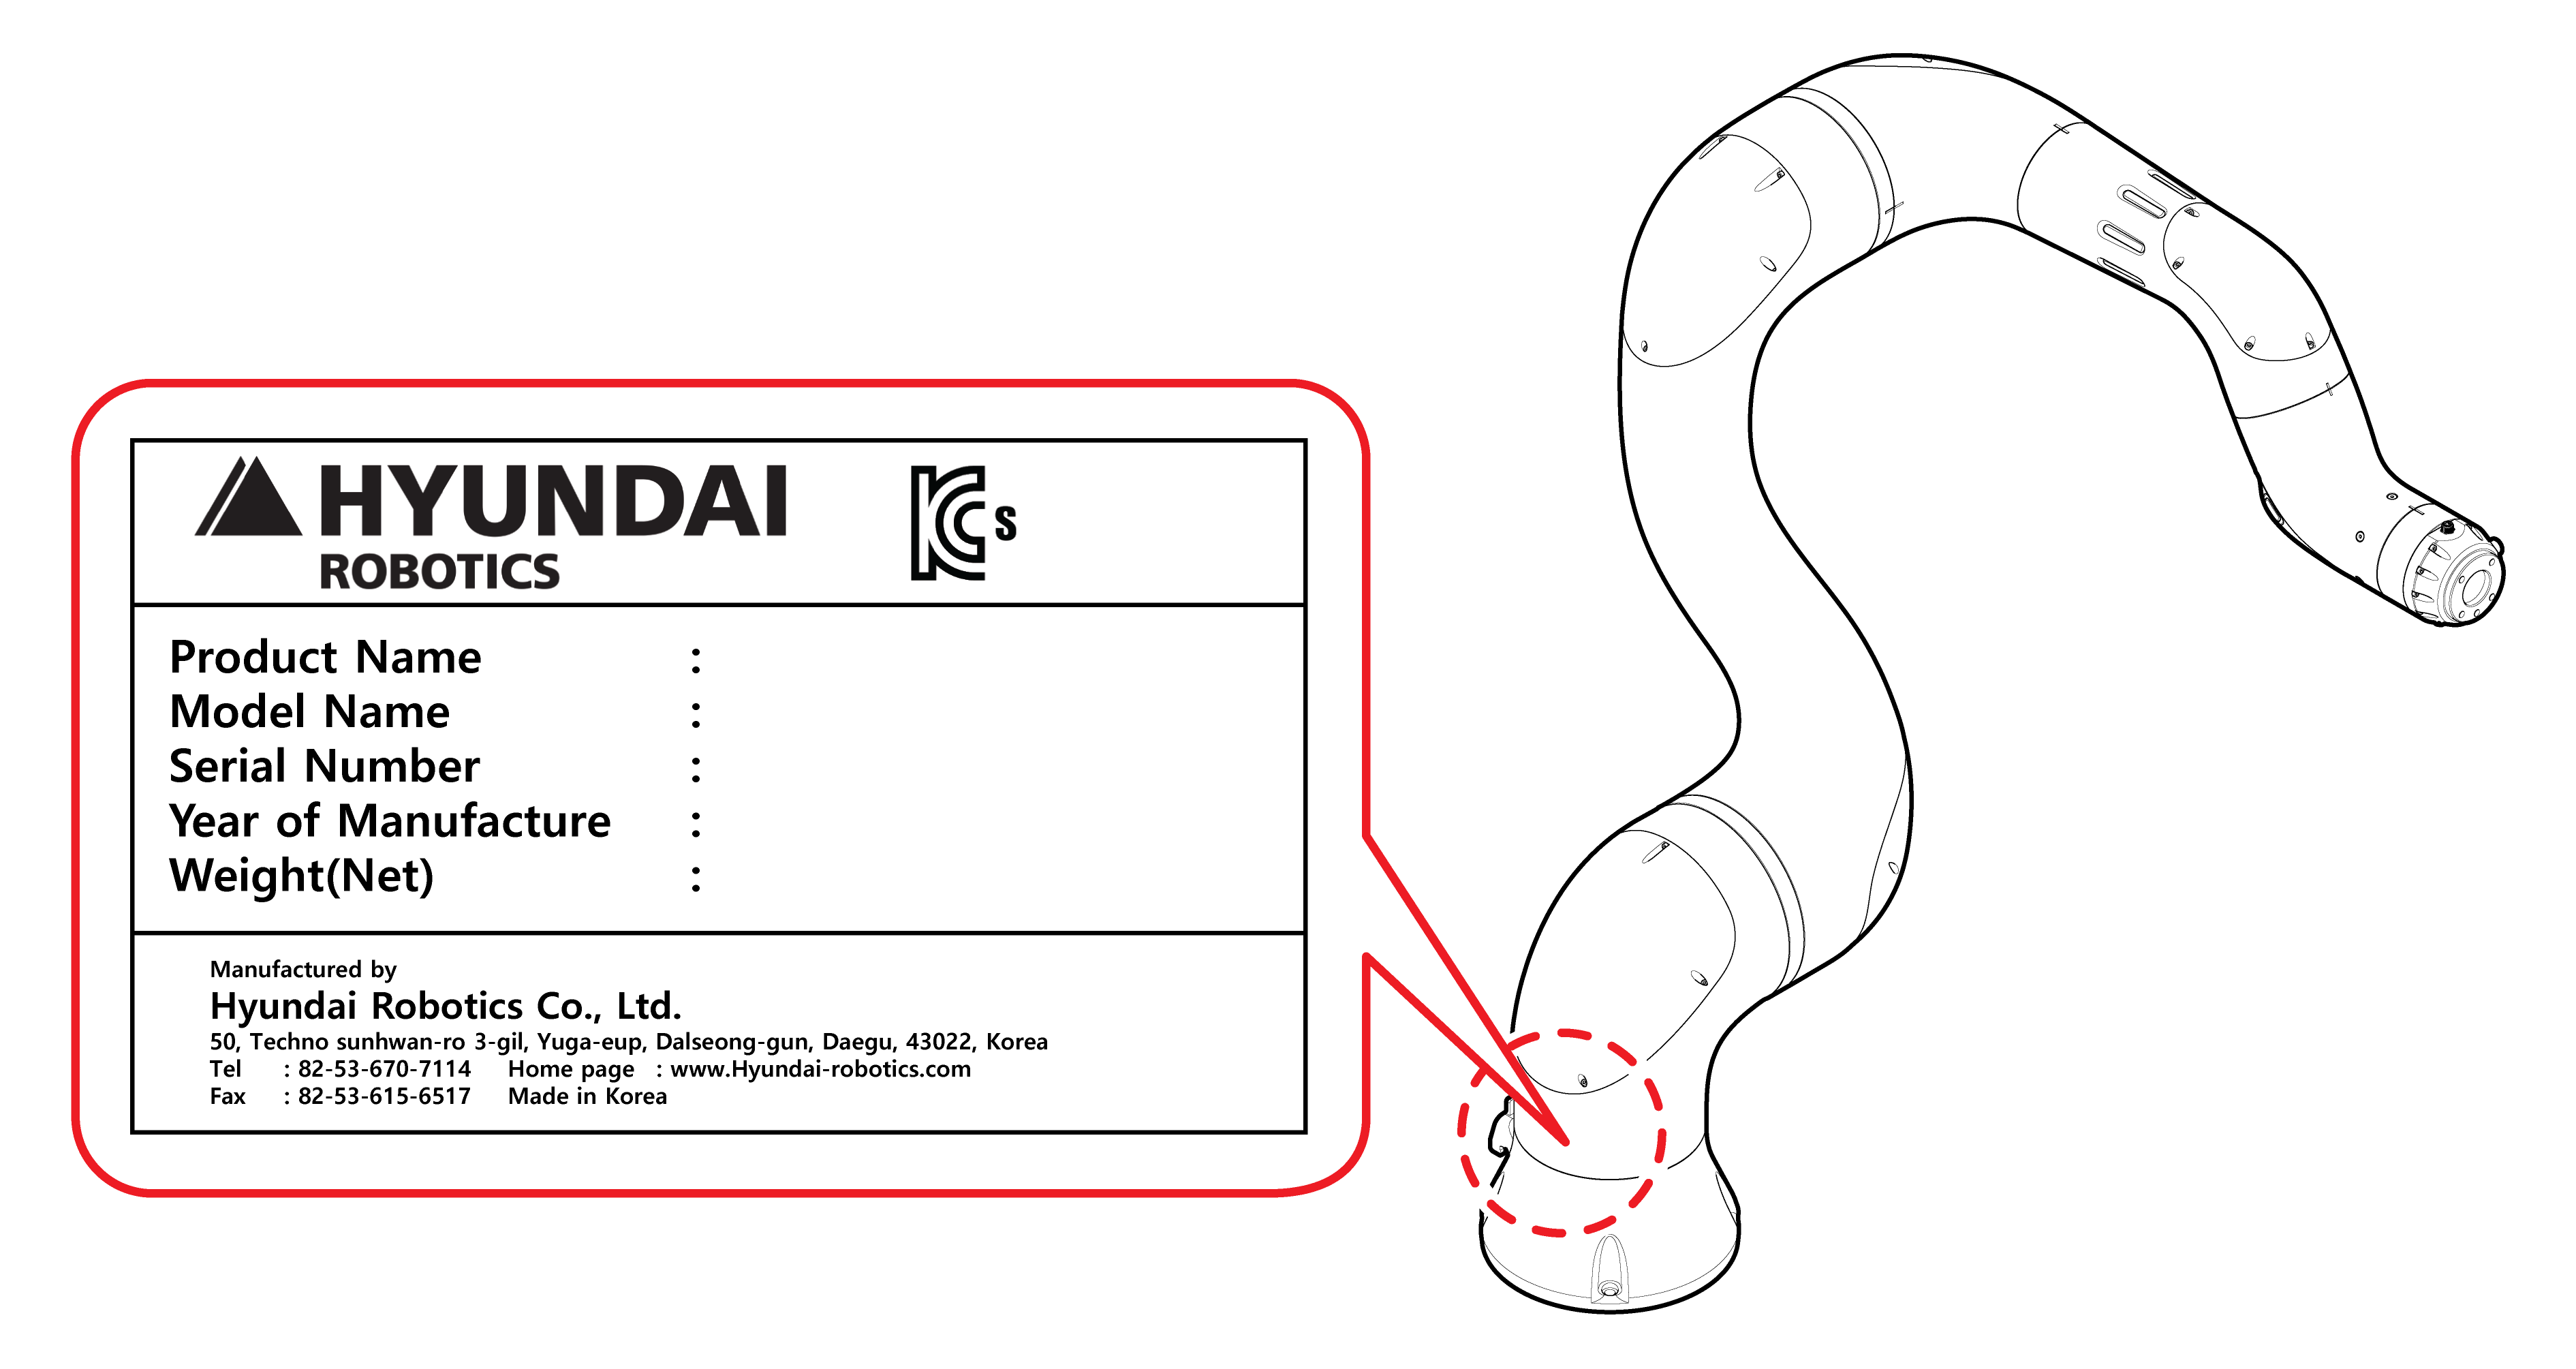 HYUNDAI
ROBOTICS
KC s
Product Name :
Model Name :
Serial Number :
Year of Manufacture :
Weight(Net) :
Manufactured by
Hyundai Robotics Co., Ltd.
50, Techno sunhwan-ro 3-gil, Yuga-eup, Dalseong-gun, Daegu, 43022, Korea
Tel : 82-53-670-7114 Home page : www.Hyundai-robotics.com
Fax : 82-53-615-6517 Made in Korea